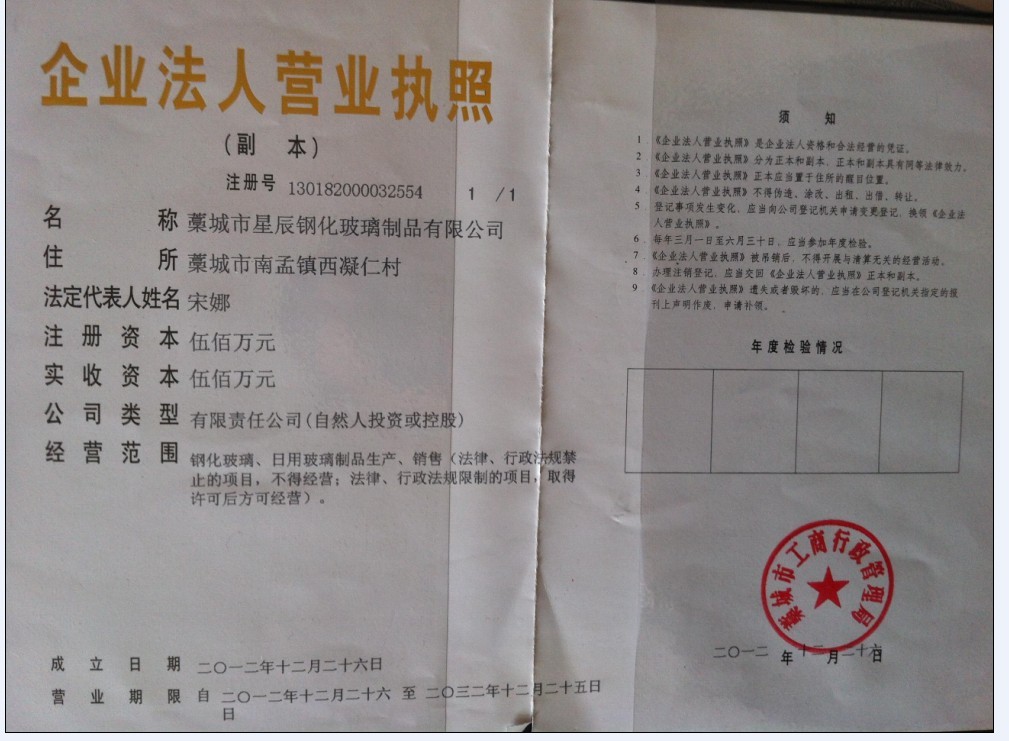 企业法人营业执照
(副 本)
注册号 130182000032554 1 /1
名 称 藁城市星辰钢化玻璃制品有限公司
住 所 藁城市南孟镇西凝仁村
法定代表人姓名 宋娜
注 册 资 本 伍佰万元
实 收 资 本 伍佰万元
公 司 类 型 有限责任公司(自然人投资或控股)
经 营 范 围 钢化玻璃、日用玻璃制品生产、销售（法律、行政法规禁
止的项目，不得经营；法律、行政法规限制的项目，取得
许可后方可经营）。
成 立 日 期 二〇一二年十二月二十六日
营 业 期 限 自 二〇一二年十二月二十六 至 二〇三二年十二月二十五日
日
须 知
1 《企业法人营业执照》是企业法人资格和合法经营的凭证。
2 《企业法人营业执照》分为正本和副本，正本和副本具有同等法律效力。
3 《企业法人营业执照》正本应当置于住所的醒目位置。
4 《企业法人营业执照》不得伪造、涂改、出租、出借、转让。
5 登记事项发生变化，应当向公司登记机关申请变更登记，换领《企业法
人营业执照》。
6 每年三月一日至六月三十日，应当参加年度检验。
7 《企业法人营业执照》被吊销后，不得开展与清算无关的经营活动。
8 办理注销登记，应当交回《企业法人营业执照》正本和副本。
9 《企业法人营业执照》遗失或者毁坏的，应当在公司登记机关指定的报
刊上声明作废，申请补领。
年度检验情况
藁城市工商行政管理局
二〇一二 年 十二 月 二十六 日